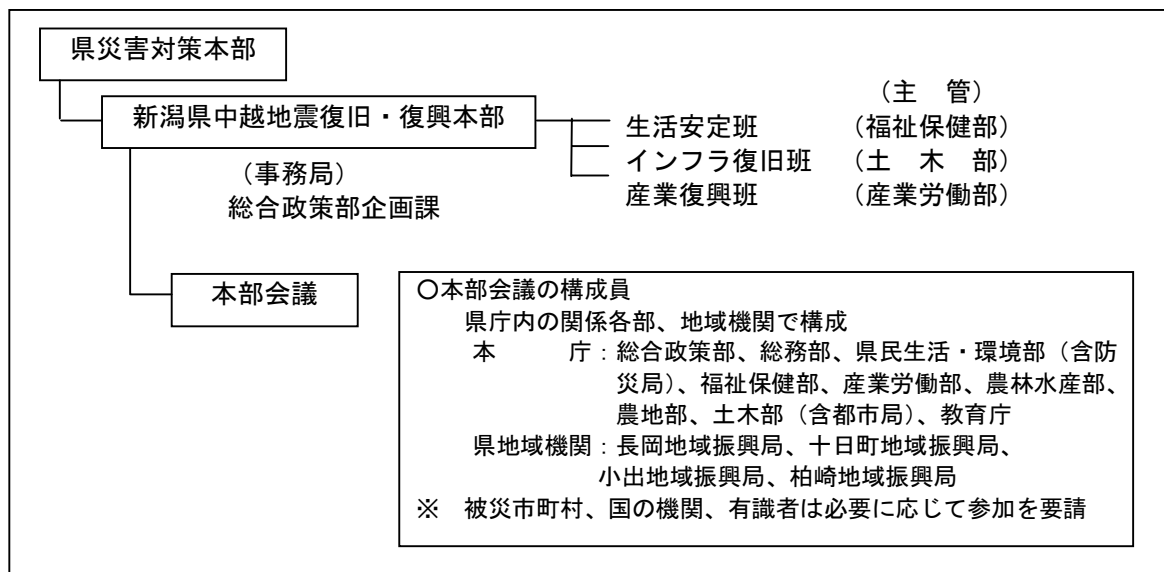 県災害対策本部
新潟県中越地震復旧・復興本部
（主　管）
生活安定班　（福祉保健部）
インフラ復旧班　（土　木　部）
産業復興班　（産業労働部）
（事務局）
総合政策部企画課
本部会議
○本部会議の構成員
県庁内の関係各部、地域機関で構成
本　　　庁：総合政策部、総務部、県民生活・環境部（含防
災局）、福祉保健部、産業労働部、農林水産部、
農地部、土木部（含都市局）、教育庁
県地域機関：長岡地域振興局、十日町地域振興局、
小出地域振興局、柏崎地域振興局
※　被災市町村、国の機関、有識者は必要に応じて参加を要請